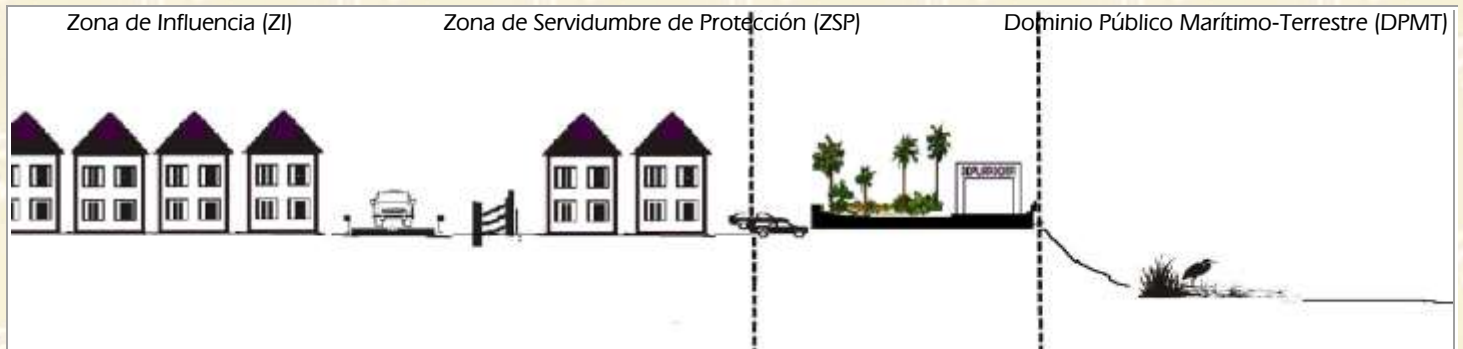 Zona de Influencia (ZI) Zona de Servidumbre de Protección (ZSP) Dominio Público Marítimo-Terrestre (DPMT)